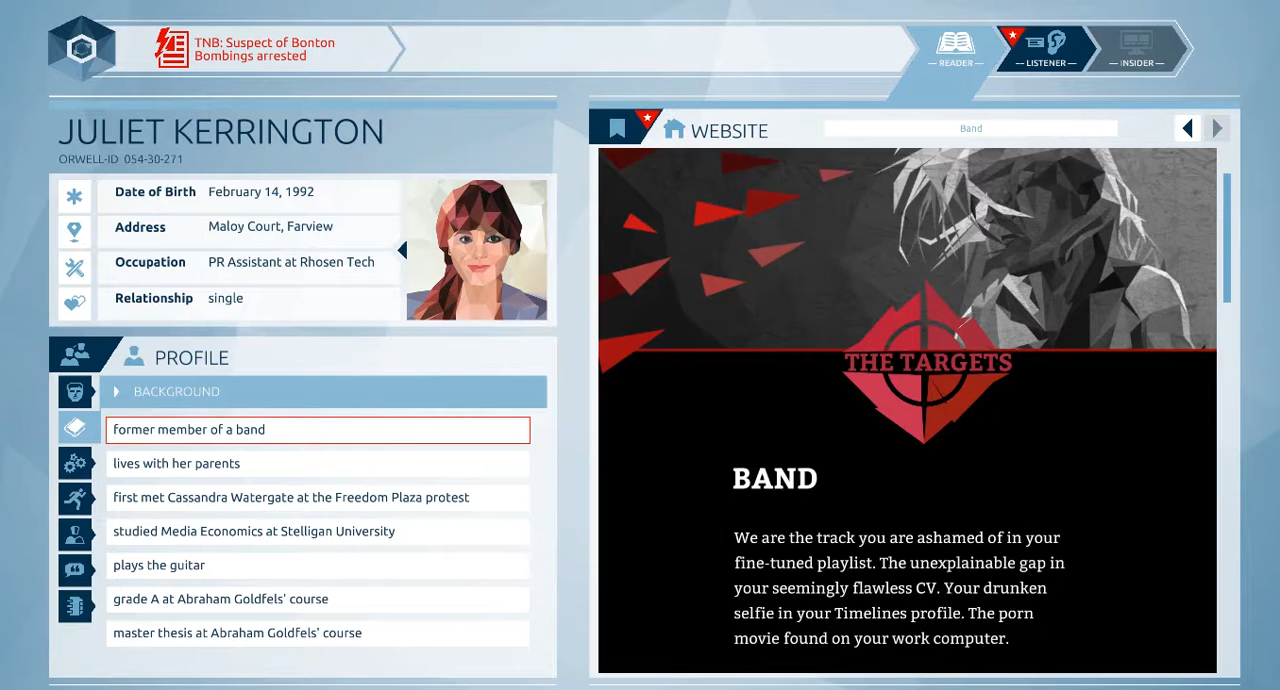 TNB: Suspect of Bonton
Bombings arrested
— READER —
— LISTENER —
— INSIDER —
JULIET KERRINGTON
ORWELL-ID 054-30-271
Date of Birth February 14, 1992
Address Maloy Court, Farview
Occupation PR Assistant at Rhosen Tech
Relationship single
PROFILE
BACKGROUND
former member of a band
lives with her parents
first met Cassandra Watergate at the Freedom Plaza protest
studied Media Economics at Stelligan University
plays the guitar
grade A at Abraham Goldfels' course
master thesis at Abraham Goldfels' course
WEBSITE
Band
THE TARGETS
BAND
We are the track you are ashamed of in your
fine-tuned playlist. The unexplainable gap in
your seemingly flawless CV. Your drunken
selfie in your Timelines profile. The porn
movie found on your work computer.